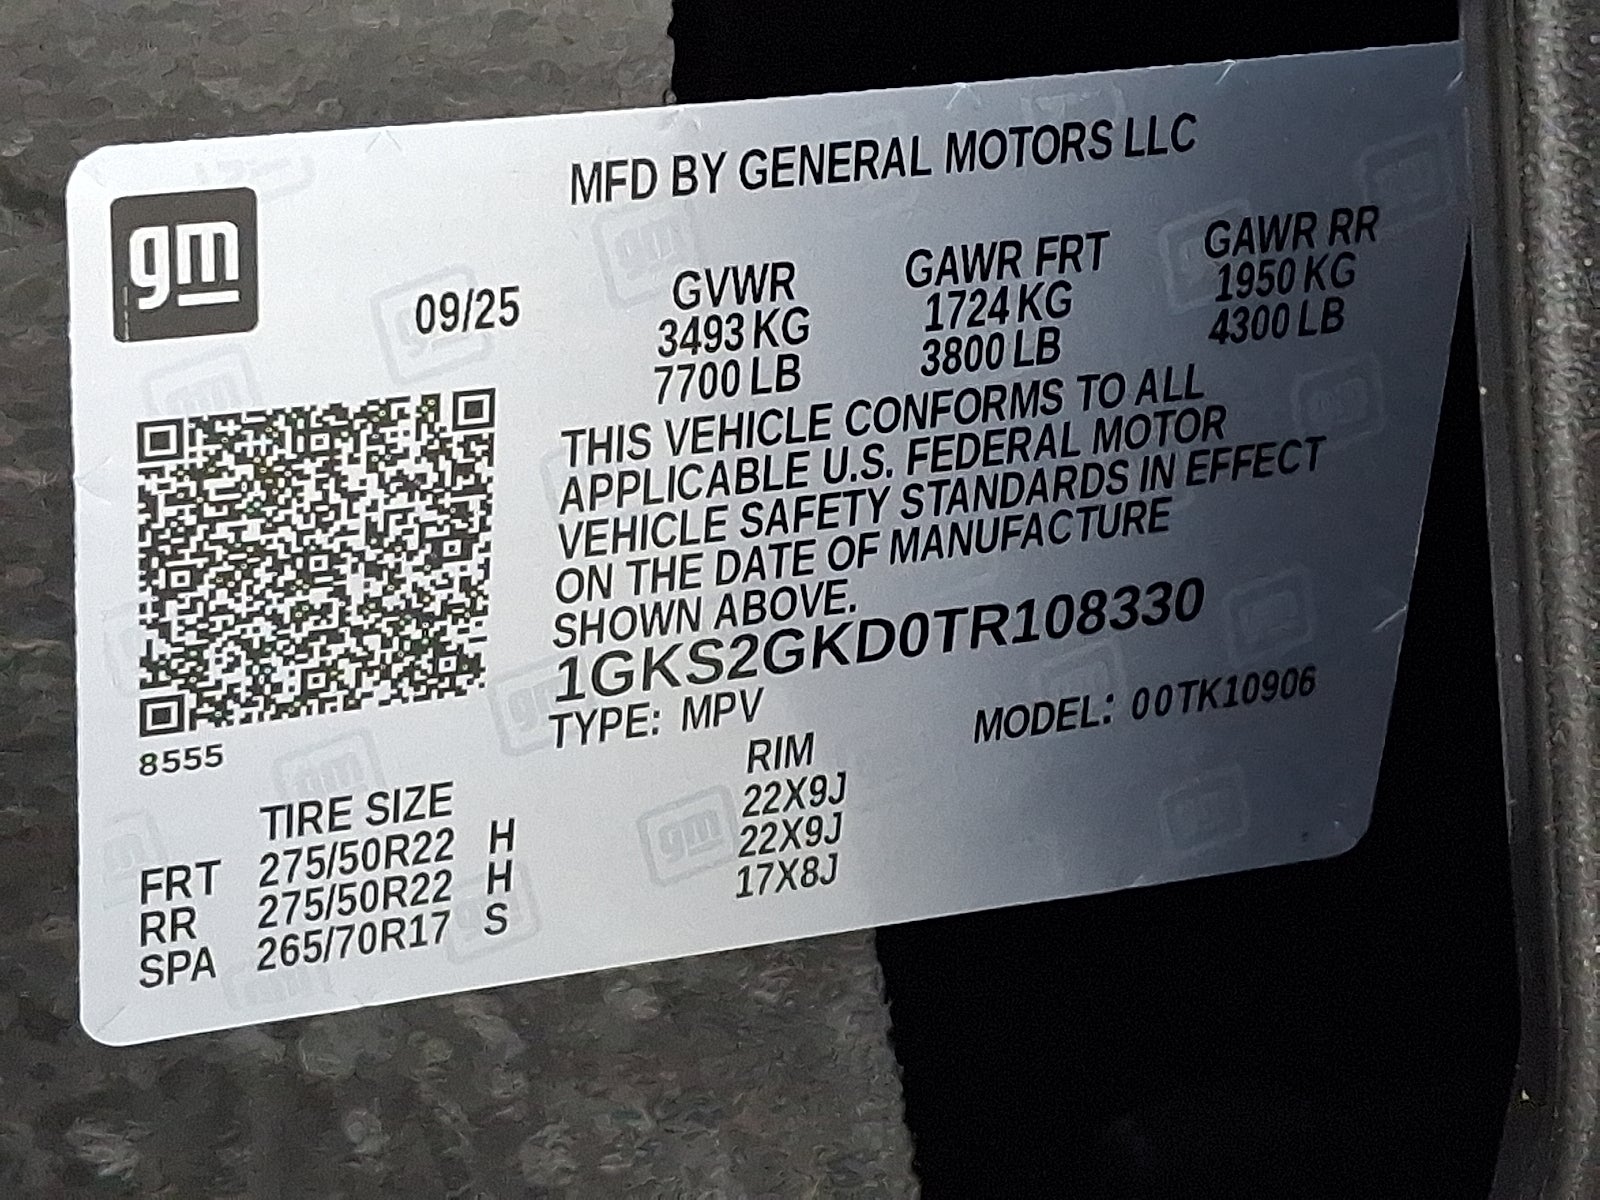 gm
MFD BY GENERAL MOTORS LLC
09/25
GVWR GAWR FRT GAWR RR
3493 KG 1724 KG 1950 KG
7700 LB 3800 LB 4300 LB
THIS VEHICLE CONFORMS TO ALL
APPLICABLE U.S. FEDERAL MOTOR
VEHICLE SAFETY STANDARDS IN EFFECT
ON THE DATE OF MANUFACTURE
SHOWN ABOVE.
1GKS2GKD0TR108330
TYPE: MPV MODEL: 00TK10906
8555
TIRE SIZE RIM
FRT 275/50R22 H 22X9J
RR 275/50R22 H 22X9J
SPA 265/70R17 S 17X8J